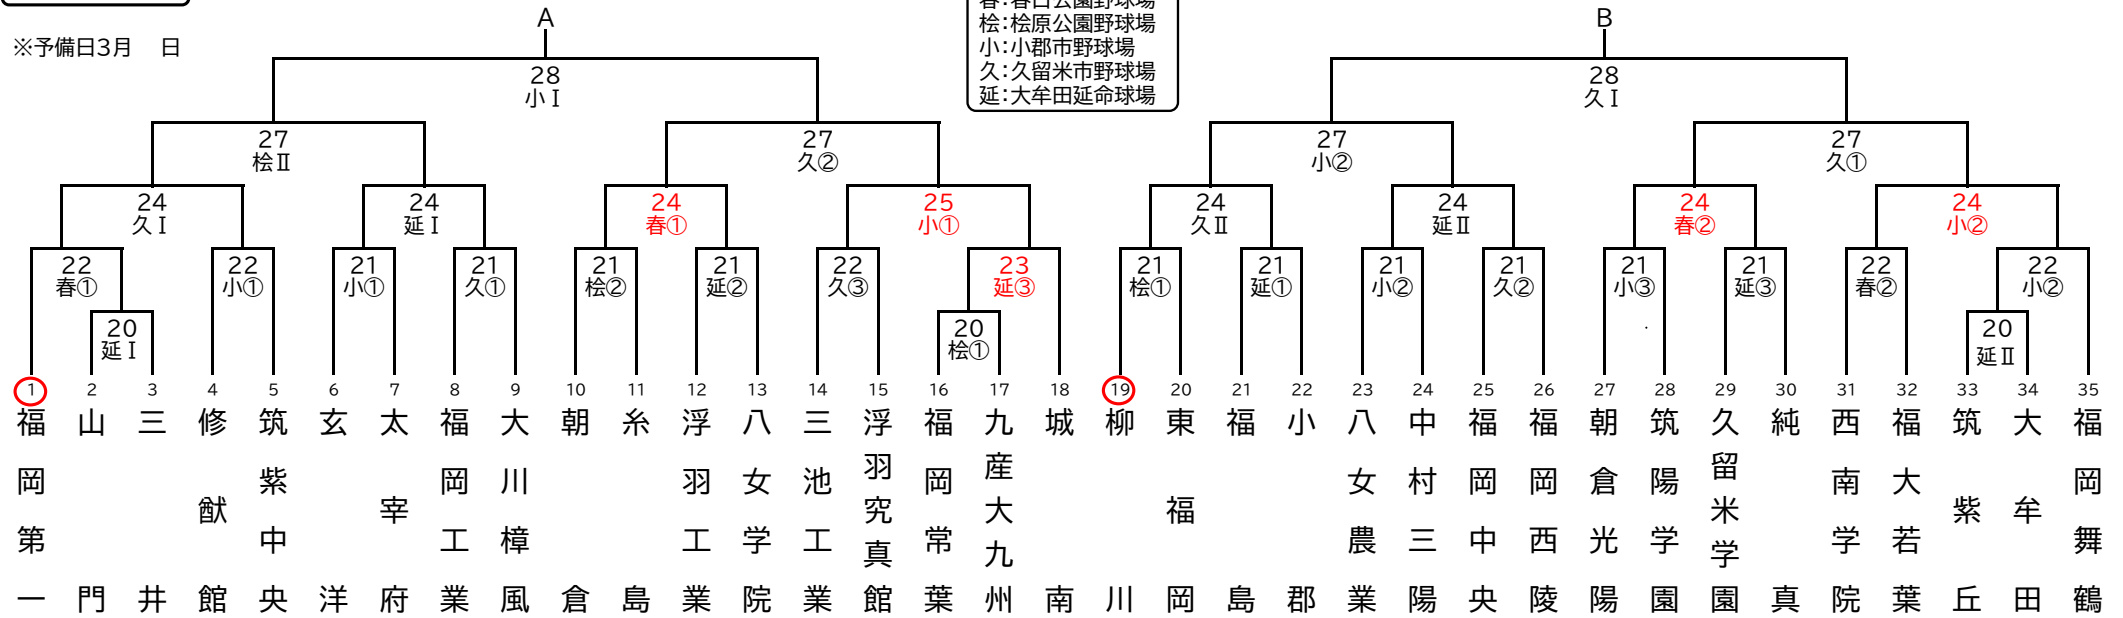 ※予備日3月 日
春:春日公園野球場
桧:桧原公園野球場
小:小郡市野球場
久:久留米市野球場
延:大牟田延命球場
A
B
28
小Ⅰ
28
久Ⅰ
27
桧Ⅱ
27
久②
27
小②
27
久①
24
久Ⅰ
24
延Ⅰ
24
春①
25
小①
24
久Ⅱ
24
延Ⅱ
24
春②
24
小②
22
春①
22
小①
21
小①
21
久①
21
桧②
21
延②
22
久③
23
延③
21
桧①
21
延①
21
小②
21
久②
21
小③
21
延③
22
春②
22
小②
20
延Ⅰ
20
桧①
20
延Ⅱ
1 福岡第一
2 山門
3 三井
4 修猷館
5 筑紫中央
6 玄洋
7 太宰府
8 福岡工業
9 大川樟風
10 朝倉
11 糸島
12 浮羽工業
13 八女学院
14 三池工業
15 浮羽究真館
16 福岡常葉
17 九産大九州
18 城南
19 柳川
20 東福岡
21 福島
22 小郡
23 八女農業
24 中村三陽
25 福岡中央
26 福岡西陵
27 朝倉光陽
28 筑陽学園
29 久留米学園
30 純真
31 西南学院
32 福大若葉
33 筑紫丘
34 大牟田
35 福岡舞鶴